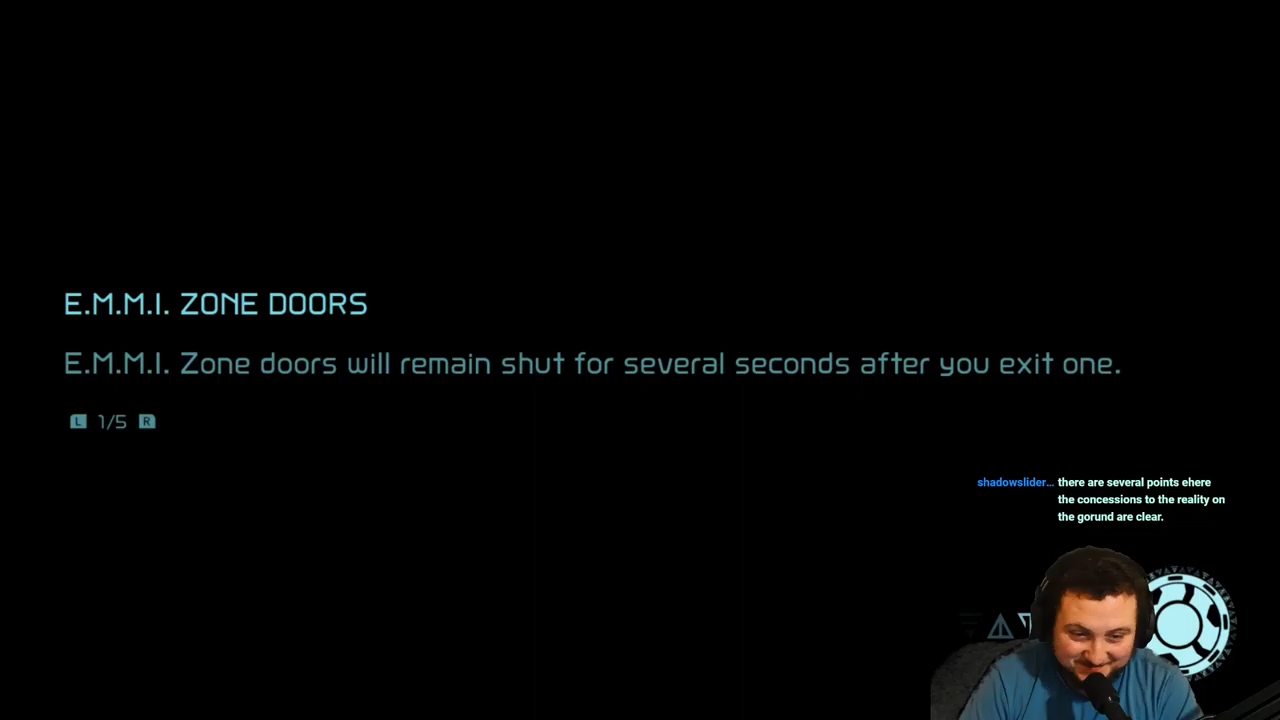 E.M.M.I. ZONE DOORS
E.M.M.I. Zone doors will remain shut for several seconds after you exit one.
L 1/5 R
shadowslider... there are several points ehere
the concessions to the reality on
the gorund are clear.